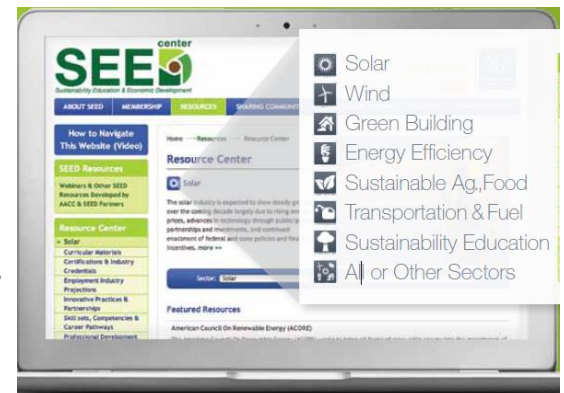 SEED
center
Sustainability Education & Economic Development
ABOUT SEED
MEMBERSHIP
RESOURCES
SHARING COMMUNITY
How to Navigate
This Website (Video)
SEED Resources
Webinars & Other SEED
Resources Developed by
AACC & SEED Partners
Resource Center
Solar
Curricular Materials
Certifications & Industry
Credentials
Employment Industry
Projections
Innovative Practices &
Partnerships
Skill sets, Competencies &
Career Pathways
Professional Development
Home
Resources
Resource Center
Resource Center
Solar
The solar industry is expected to show steady
over the coming decade largely due to rising
prices, advances in technology through
partnerships and investments, and continued
enactment of federal and state policies and
incentives. more »»
Sector: Solar
Featured Resources
American Council On Renewable Energy (ACORE)
Solar
Wind
Green Building
Energy Efficiency
Sustainable Ag.,Food
Transportation & Fuel
Sustainability Education
All or Other Sectors